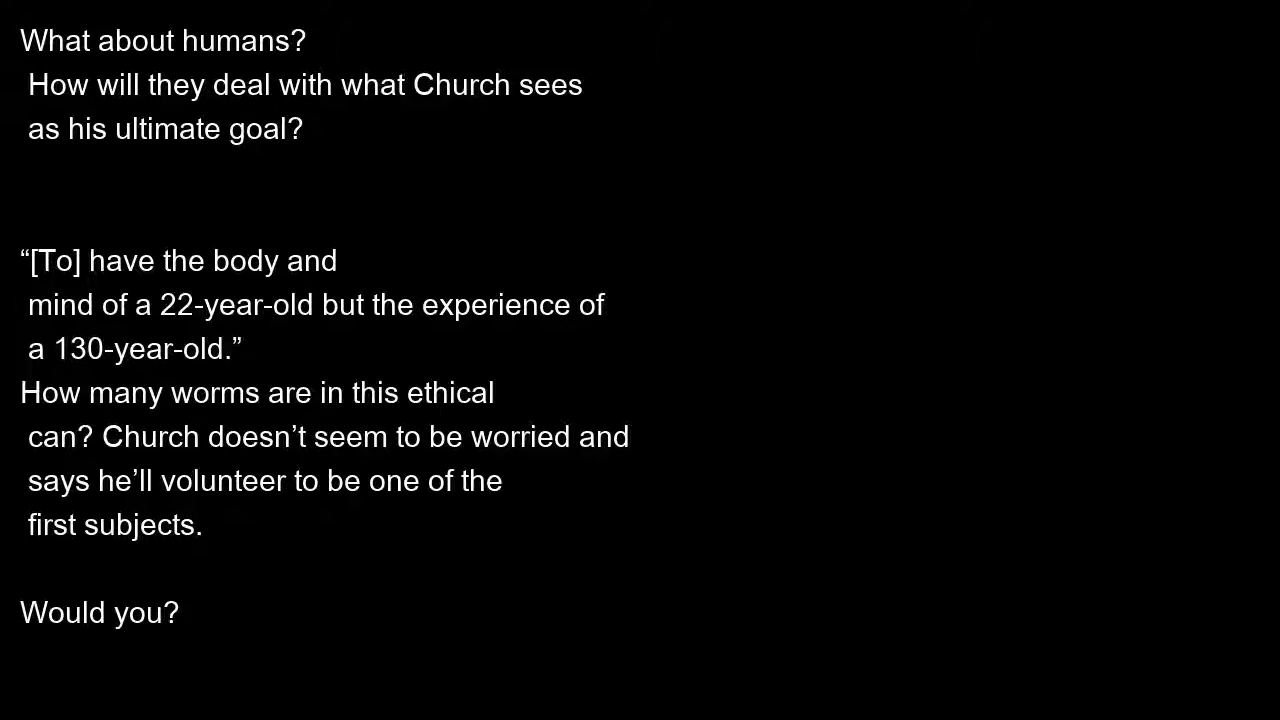 What about humans?
How will they deal with what Church sees
as his ultimate goal?
“[To] have the body and
mind of a 22-year-old but the experience of
a 130-year-old.”
How many worms are in this ethical
can? Church doesn’t seem to be worried and
says he’ll volunteer to be one of the
first subjects.
Would you?